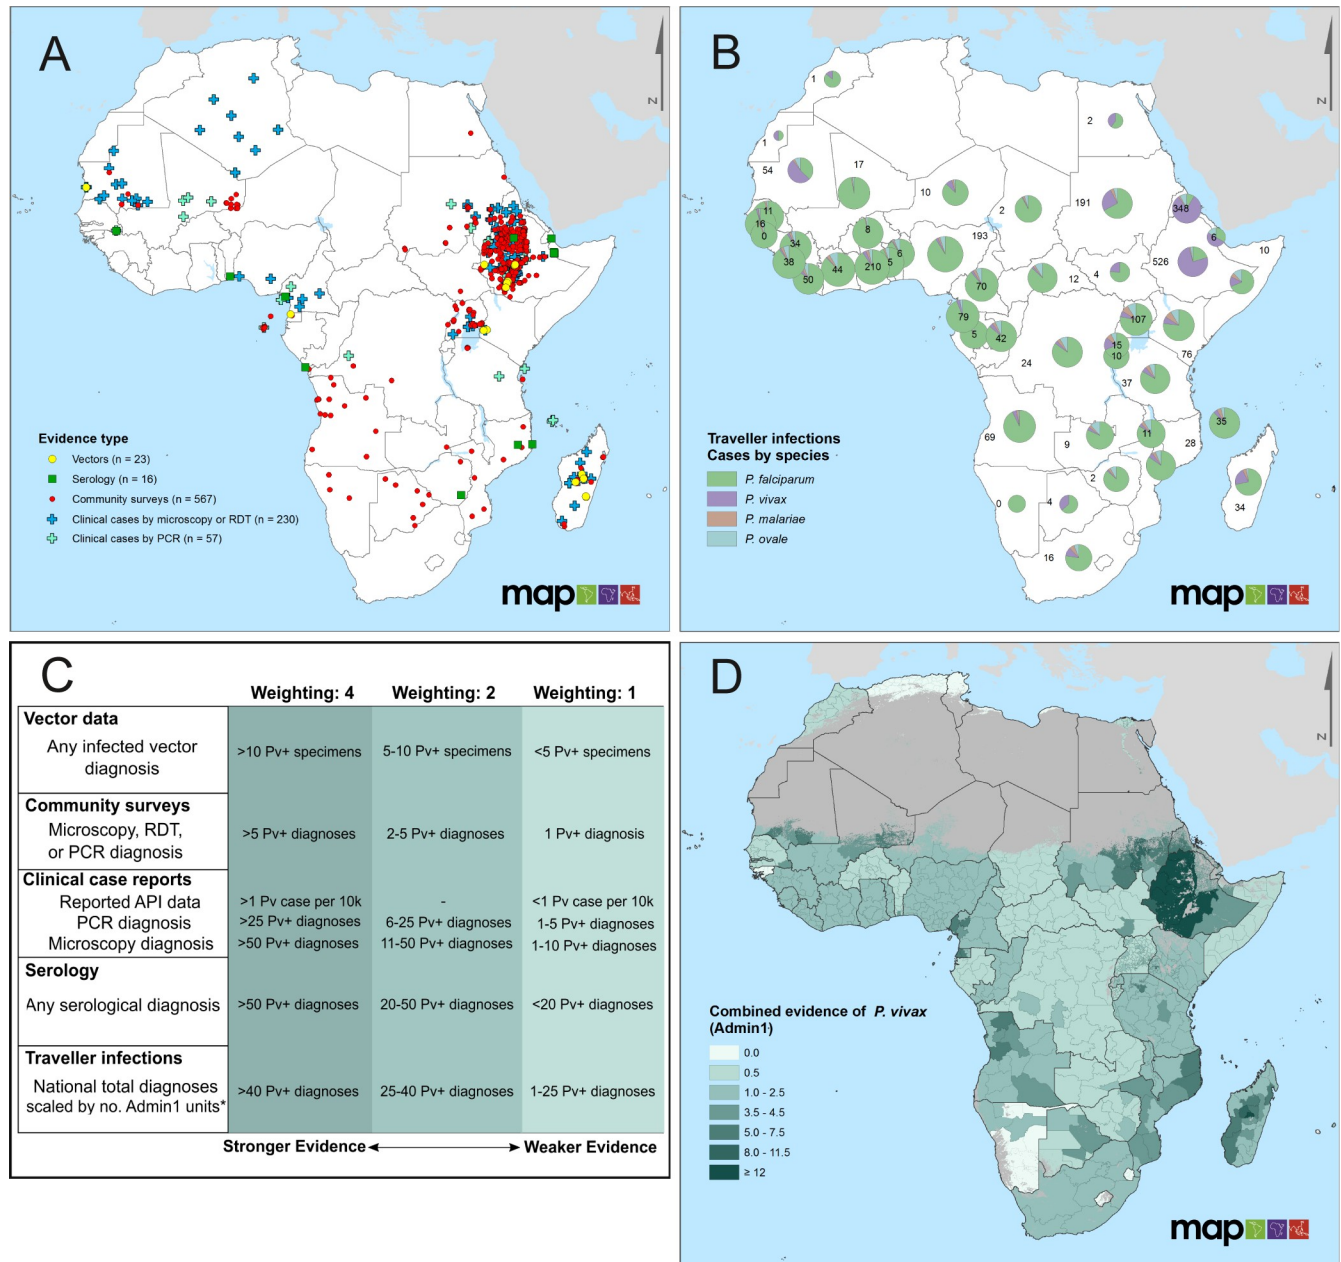 A
N
Evidence type
Vectors (n = 23)
Serology (n = 16)
Community surveys (n = 567)
Clinical cases by microscopy or RDT (n = 230)
Clinical cases by PCR (n = 57)
map
B
N
1
2
1
54
17
10
2
191
348
6
10
11
16
0
34
38
50
8
44
210
5
6
193
70
12
4
526
79
5
42
107
15
10
76
24
37
69
9
11
28
35
2
34
0
4
16
Traveller infections
Cases by species
P. falciparum
P. vivax
P. malariae
P. ovale
map
C
Weighting: 4 Weighting: 2 Weighting: 1
Vector data
Any infected vector
diagnosis
>10 Pv+ specimens 5-10 Pv+ specimens <5 Pv+ specimens
Community surveys
Microscopy, RDT,
or PCR diagnosis
>5 Pv+ diagnoses 2-5 Pv+ diagnoses 1 Pv+ diagnosis
Clinical case reports
Reported API data >1 Pv case per 10k - <1 Pv case per 10k
PCR diagnosis >25 Pv+ diagnoses 6-25 Pv+ diagnoses 1-5 Pv+ diagnoses
Microscopy diagnosis >50 Pv+ diagnoses 11-50 Pv+ diagnoses 1-10 Pv+ diagnoses
Serology
Any serological diagnosis >50 Pv+ diagnoses 20-50 Pv+ diagnoses <20 Pv+ diagnoses
Traveller infections
National total diagnoses
scaled by no. Admin1 units*
>40 Pv+ diagnoses 25-40 Pv+ diagnoses 1-25 Pv+ diagnoses
Stronger Evidence Weaker Evidence
D
N
Combined evidence of P. vivax
(Admin1)
0.0
0.5
1.0 - 2.5
3.5 - 4.5
5.0 - 7.5
8.0 - 11.5
≥ 12
map